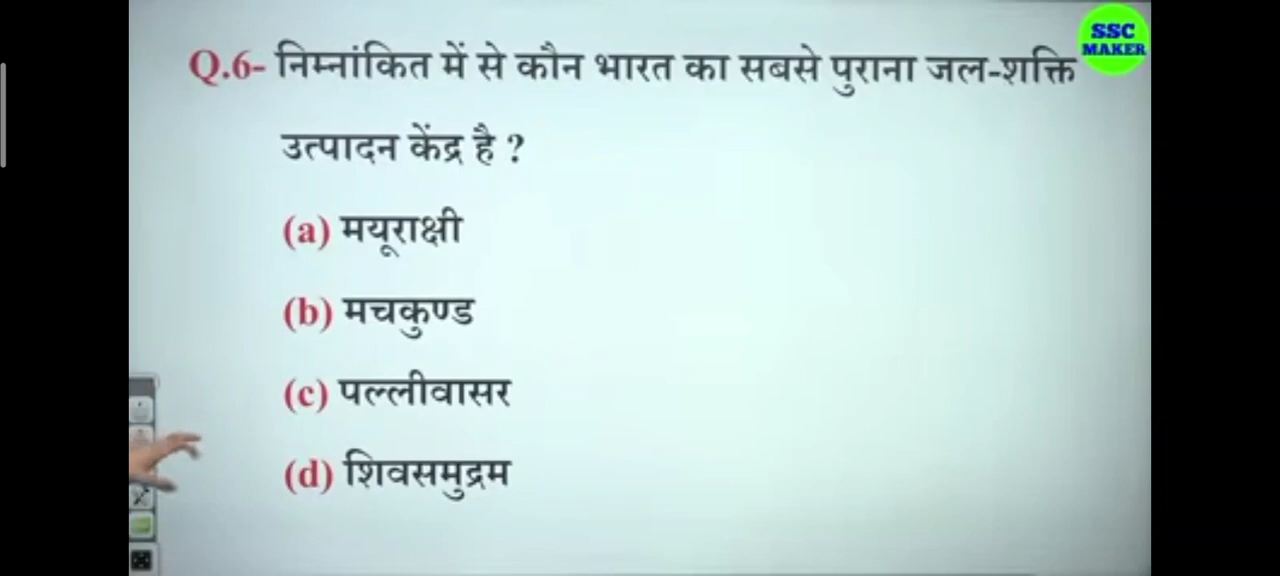 SSC
MAKER
Q.6- निम्नांकित में से कौन भारत का सबसे पुराना जल-शक्ति
उत्पादन केंद्र है ?
(a) मयूराक्षी
(b) मचकुण्ड
(c) पल्लीवासर
(d) शिवसमुद्रम